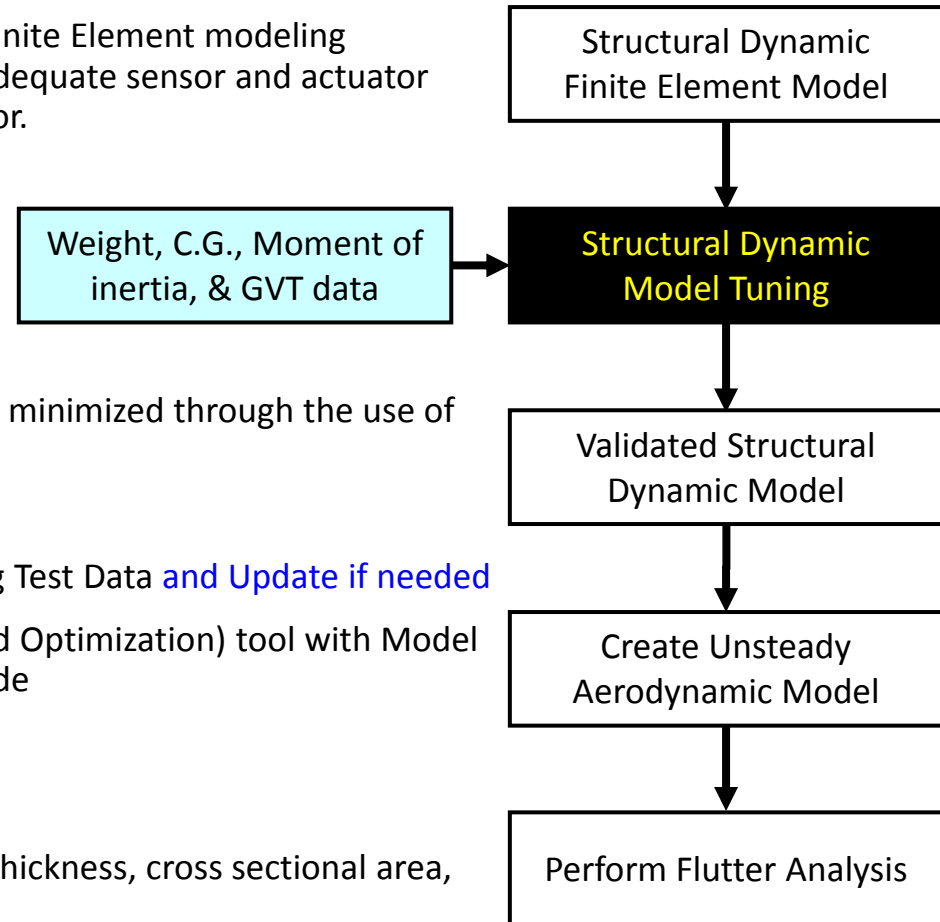 nite Element modeling
dequate sensor and actuator
or.
Structural Dynamic
Finite Element Model
Weight, C.G., Moment of
inertia, & GVT data
Structural Dynamic
Model Tuning
minimized through the use of
Validated Structural
Dynamic Model
g Test Data and Update if needed
d Optimization) tool with Model
de
Create Unsteady
Aerodynamic Model
hickness, cross sectional area,
Perform Flutter Analysis